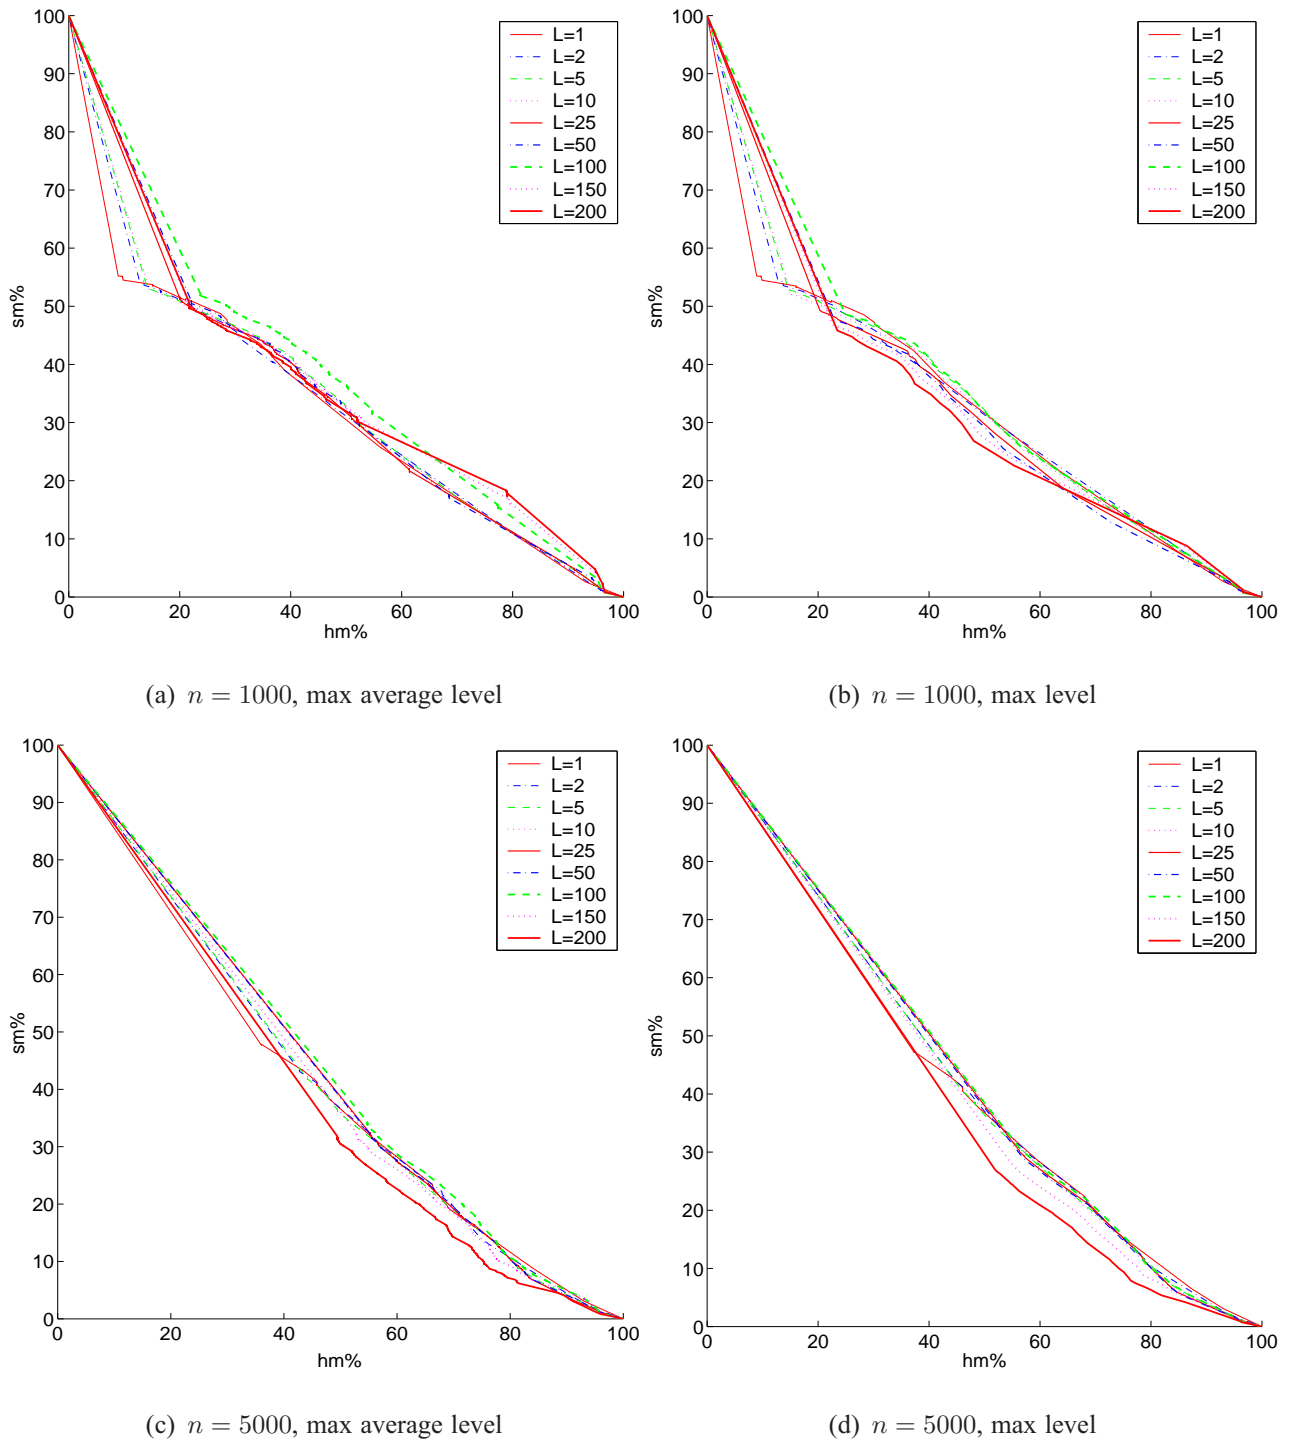 100
90
80
70
60
50
40
30
20
10
0
sm%
0 20 40 60 80 100
hm%
L=1
L=2
L=5
L=10
L=25
L=50
L=100
L=150
L=200
(a) n = 1000, max average level
100
90
80
70
60
50
40
30
20
10
0
sm%
0 20 40 60 80 100
hm%
L=1
L=2
L=5
L=10
L=25
L=50
L=100
L=150
L=200
(b) n = 1000, max level
100
90
80
70
60
50
40
30
20
10
0
sm%
0 20 40 60 80 100
hm%
L=1
L=2
L=5
L=10
L=25
L=50
L=100
L=150
L=200
(c) n = 5000, max average level
100
90
80
70
60
50
40
30
20
10
0
sm%
0 20 40 60 80 100
hm%
L=1
L=2
L=5
L=10
L=25
L=50
L=100
L=150
L=200
(d) n = 5000, max level